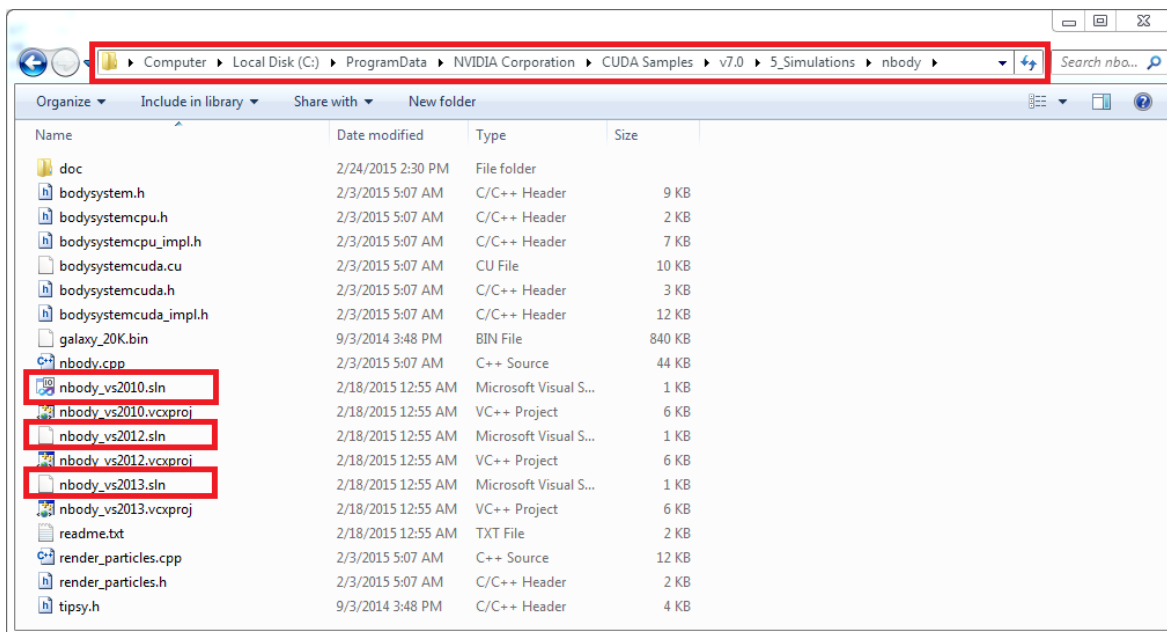 Computer Local Disk (C:) ProgramData NVIDIA Corporation CUDA Samples v7.0 5_Simulations nbody Search nbo...
Organize Include in library Share with New folder
Name Date modified Type Size
doc 2/24/2015 2:30 PM File folder
bodysystem.h 2/3/2015 5:07 AM C/C++ Header 9 KB
bodysystemcpu.h 2/3/2015 5:07 AM C/C++ Header 2 KB
bodysystemcpu_impl.h 2/3/2015 5:07 AM C/C++ Header 7 KB
bodysystemcuda.cu 2/3/2015 5:07 AM CU File 10 KB
bodysystemcuda.h 2/3/2015 5:07 AM C/C++ Header 3 KB
bodysystemcuda_impl.h 2/3/2015 5:07 AM C/C++ Header 12 KB
galaxy_20K.bin 9/3/2014 3:48 PM BIN File 840 KB
nbody.cpp 2/3/2015 5:07 AM C++ Source 44 KB
nbody_vs2010.sln 2/18/2015 12:55 AM Microsoft Visual S... 1 KB
nbody_vs2010.vcxproj 2/18/2015 12:55 AM VC++ Project 6 KB
nbody_vs2012.sln 2/18/2015 12:55 AM Microsoft Visual S... 1 KB
nbody_vs2012.vcxproj 2/18/2015 12:55 AM VC++ Project 6 KB
nbody_vs2013.sln 2/18/2015 12:55 AM Microsoft Visual S... 1 KB
nbody_vs2013.vcxproj 2/18/2015 12:55 AM VC++ Project 6 KB
readme.txt 2/18/2015 12:55 AM TXT File 2 KB
render_particles.cpp 2/3/2015 5:07 AM C++ Source 12 KB
render_particles.h 2/3/2015 5:07 AM C/C++ Header 2 KB
tipsy.h 9/3/2014 3:48 PM C/C++ Header 4 KB